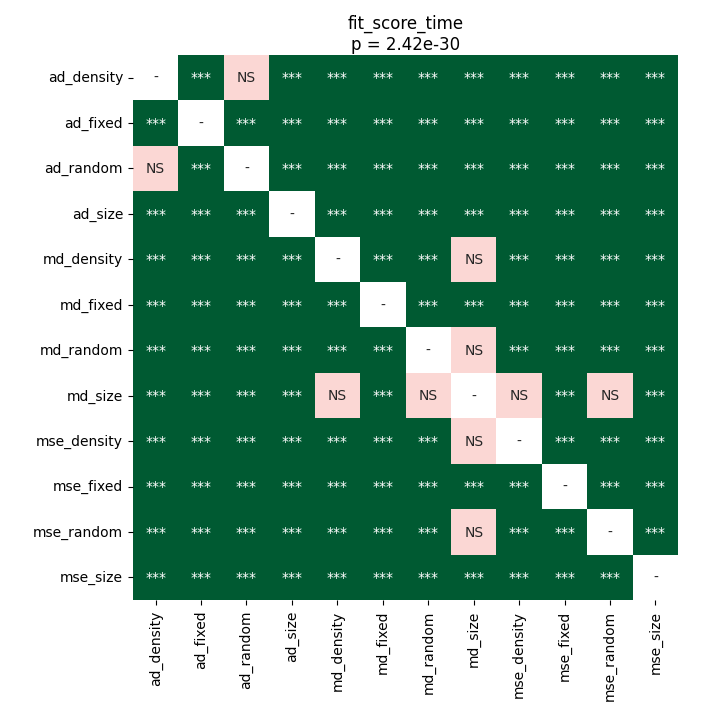 fit_score_time
p = 2.42e-30
ad_density - *** NS *** *** *** *** *** *** *** *** ***
ad_fixed *** - *** *** *** *** *** *** *** *** *** ***
ad_random NS *** - *** *** *** *** *** *** *** *** ***
ad_size *** *** *** - *** *** *** *** *** *** *** ***
md_density *** *** *** *** - *** *** NS *** *** *** ***
md_fixed *** *** *** *** *** - *** *** *** *** *** ***
md_random *** *** *** *** *** *** - NS *** *** *** ***
md_size *** *** *** *** NS *** NS - NS *** NS ***
mse_density *** *** *** *** *** *** *** NS - *** *** ***
mse_fixed *** *** *** *** *** *** *** *** *** - *** ***
mse_random *** *** *** *** *** *** *** NS *** *** - ***
mse_size *** *** *** *** *** *** *** *** *** *** *** -
ad_density
ad_fixed
ad_random
ad_size
md_density
md_fixed
md_random
md_size
mse_density
mse_fixed
mse_random
mse_size